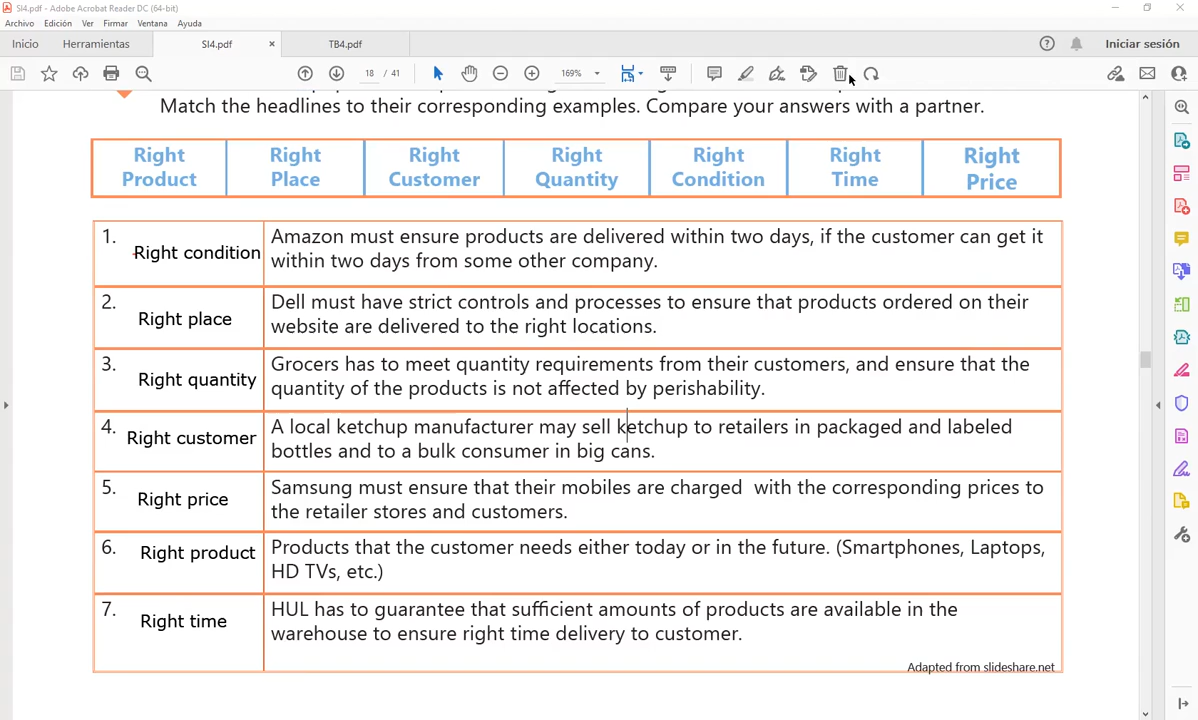 SI4.pdf - Adobe Acrobat Reader DC (64-bit)
Archivo Edición Ver Firmar Ventana Ayuda
Inicio Herramientas SI4.pdf × TB4.pdf Iniciar sesión
18 / 41 169%
Match the headlines to their corresponding examples. Compare your answers with a partner.
Right Product
Right Place
Right Customer
Right Quantity
Right Condition
Right Time
Right Price
1. Right condition
Amazon must ensure products are delivered within two days, if the customer can get it
within two days from some other company.
2. Right place
Dell must have strict controls and processes to ensure that products ordered on their
website are delivered to the right locations.
3. Right quantity
Grocers has to meet quantity requirements from their customers, and ensure that the
quantity of the products is not affected by perishability.
4. Right customer
A local ketchup manufacturer may sell ketchup to retailers in packaged and labeled
bottles and to a bulk consumer in big cans.
5. Right price
Samsung must ensure that their mobiles are charged with the corresponding prices to
the retailer stores and customers.
6. Right product
Products that the customer needs either today or in the future. (Smartphones, Laptops,
HD TVs, etc.)
7. Right time
HUL has to guarantee that sufficient amounts of products are available in the
warehouse to ensure right time delivery to customer.
Adapted from slideshare.net